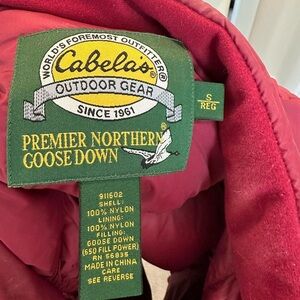 WORLD'S FOREMOST OUTFITTER®
Cabela's®
OUTDOOR GEAR
SINCE 1961
S
REG
PREMIER NORTHERN
GOOSE DOWN
911602
SHELL:
100% NYLON
LINING:
100% NYLON
FILLING:
GOOSE DOWN
(650 FILL POWER)
RN 56835
MADE IN CHINA
CARE
SEE REVERSE